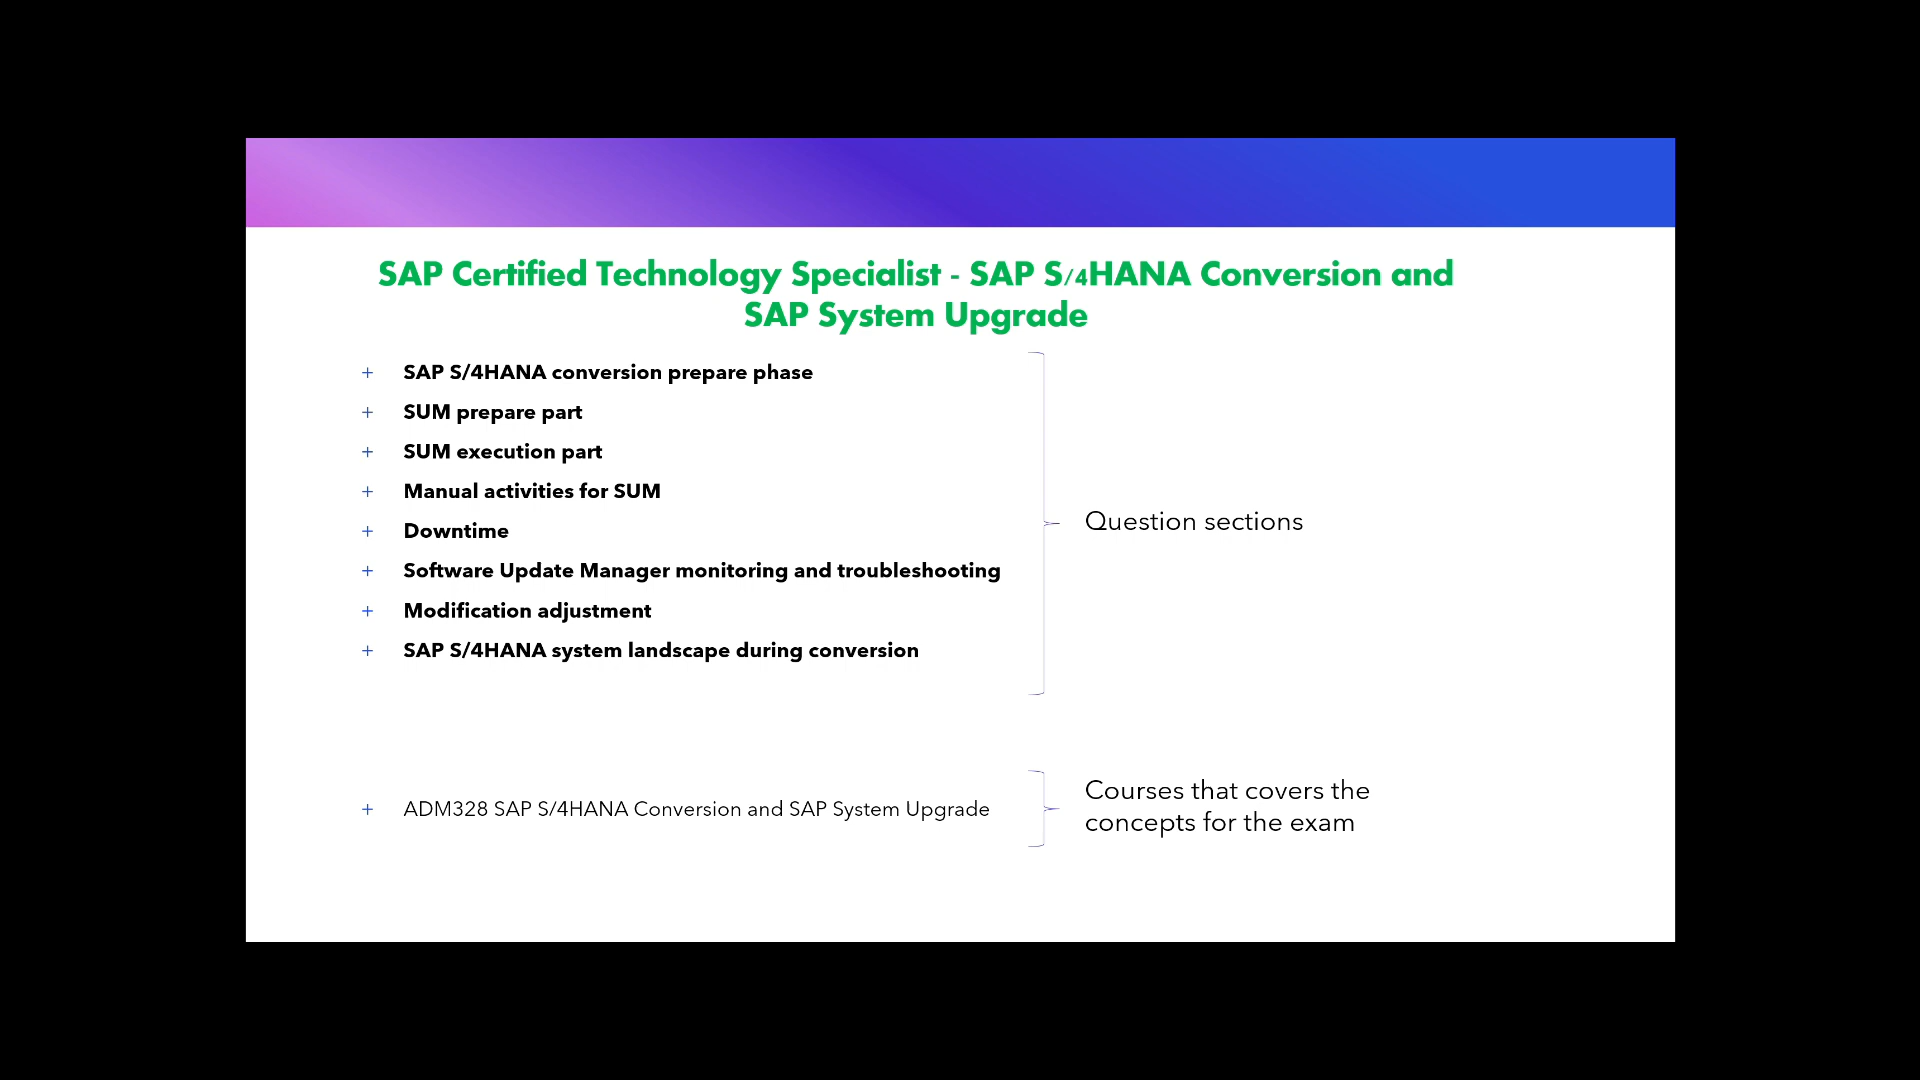 SAP Certified Technology Specialist - SAP S/4HANA Conversion and
SAP System Upgrade
+ SAP S/4HANA conversion prepare phase
+ SUM prepare part
+ SUM execution part
+ Manual activities for SUM
+ Downtime
+ Software Update Manager monitoring and troubleshooting
+ Modification adjustment
+ SAP S/4HANA system landscape during conversion
Question sections
+ ADM328 SAP S/4HANA Conversion and SAP System Upgrade
Courses that covers the
concepts for the exam